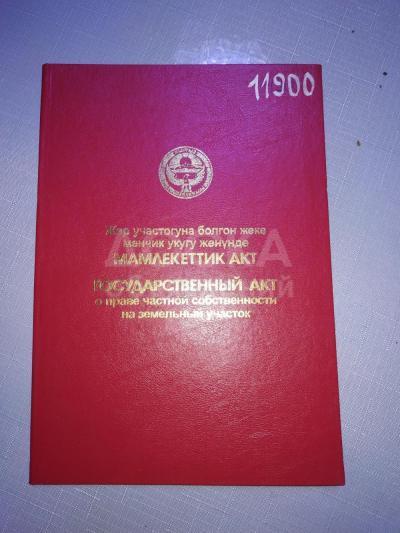 11900
Жер участогуна болгон жеке
менчик укугу жөнүндө
МАМЛЕКЕТТИК АКТ
ГОСУДАРСТВЕННЫЙ АКТ
о праве частной собственности
на земельный участок